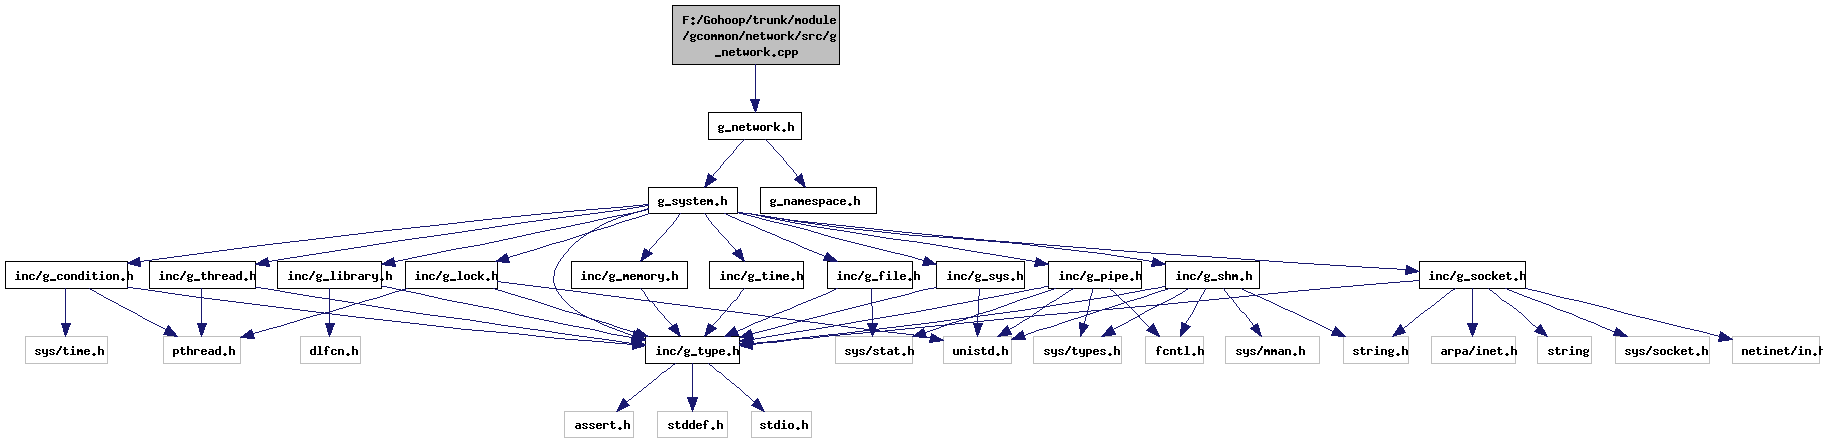 F:/Gohoop/trunk/module
/gcommon/network/src/g
_network.cpp
g_network.h
g_system.h
g_namespace.h
inc/g_condition.h
inc/g_thread.h
inc/g_library.h
inc/g_lock.h
inc/g_memory.h
inc/g_time.h
inc/g_file.h
inc/g_sys.h
inc/g_pipe.h
inc/g_shm.h
inc/g_socket.h
sys/time.h
pthread.h
dlfcn.h
inc/g_type.h
sys/stat.h
unistd.h
sys/types.h
fcntl.h
sys/mman.h
string.h
arpa/inet.h
string
sys/socket.h
netinet/in.h
assert.h
stddef.h
stdio.h